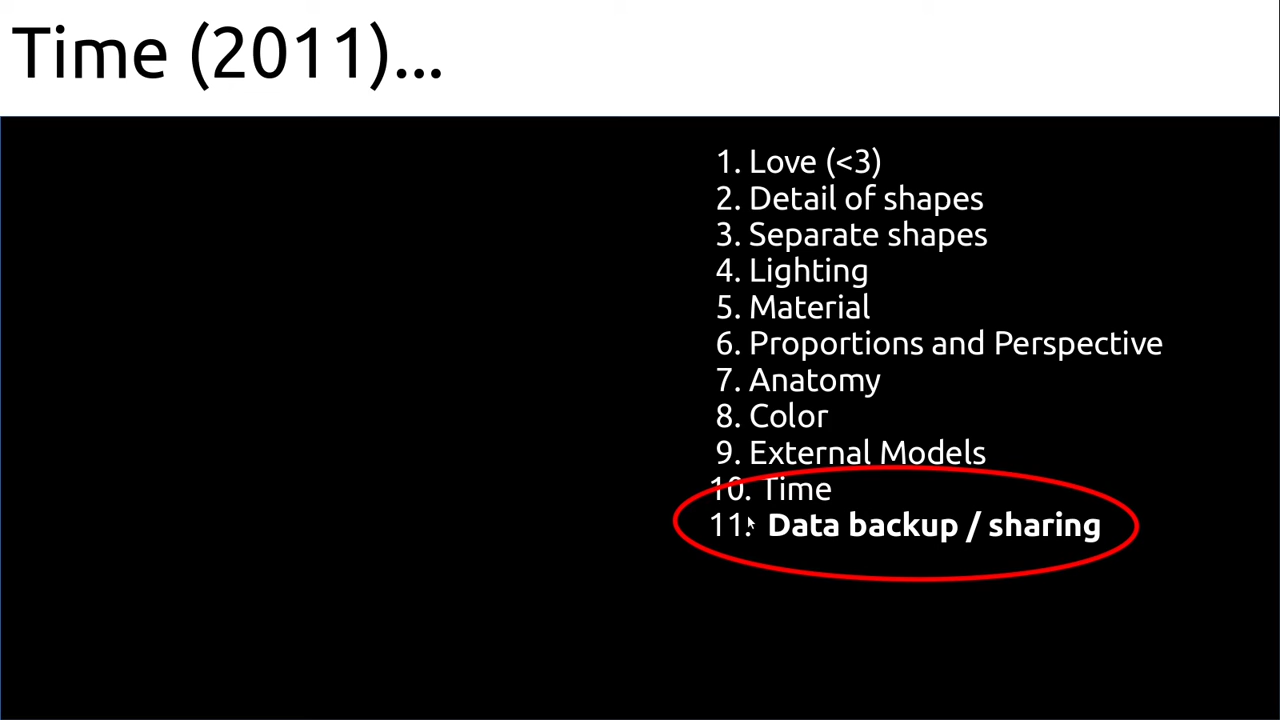 Time (2011)...
1. Love (<3)
2. Detail of shapes
3. Separate shapes
4. Lighting
5. Material
6. Proportions and Perspective
7. Anatomy
8. Color
9. External Models
10. Time
11. Data backup / sharing